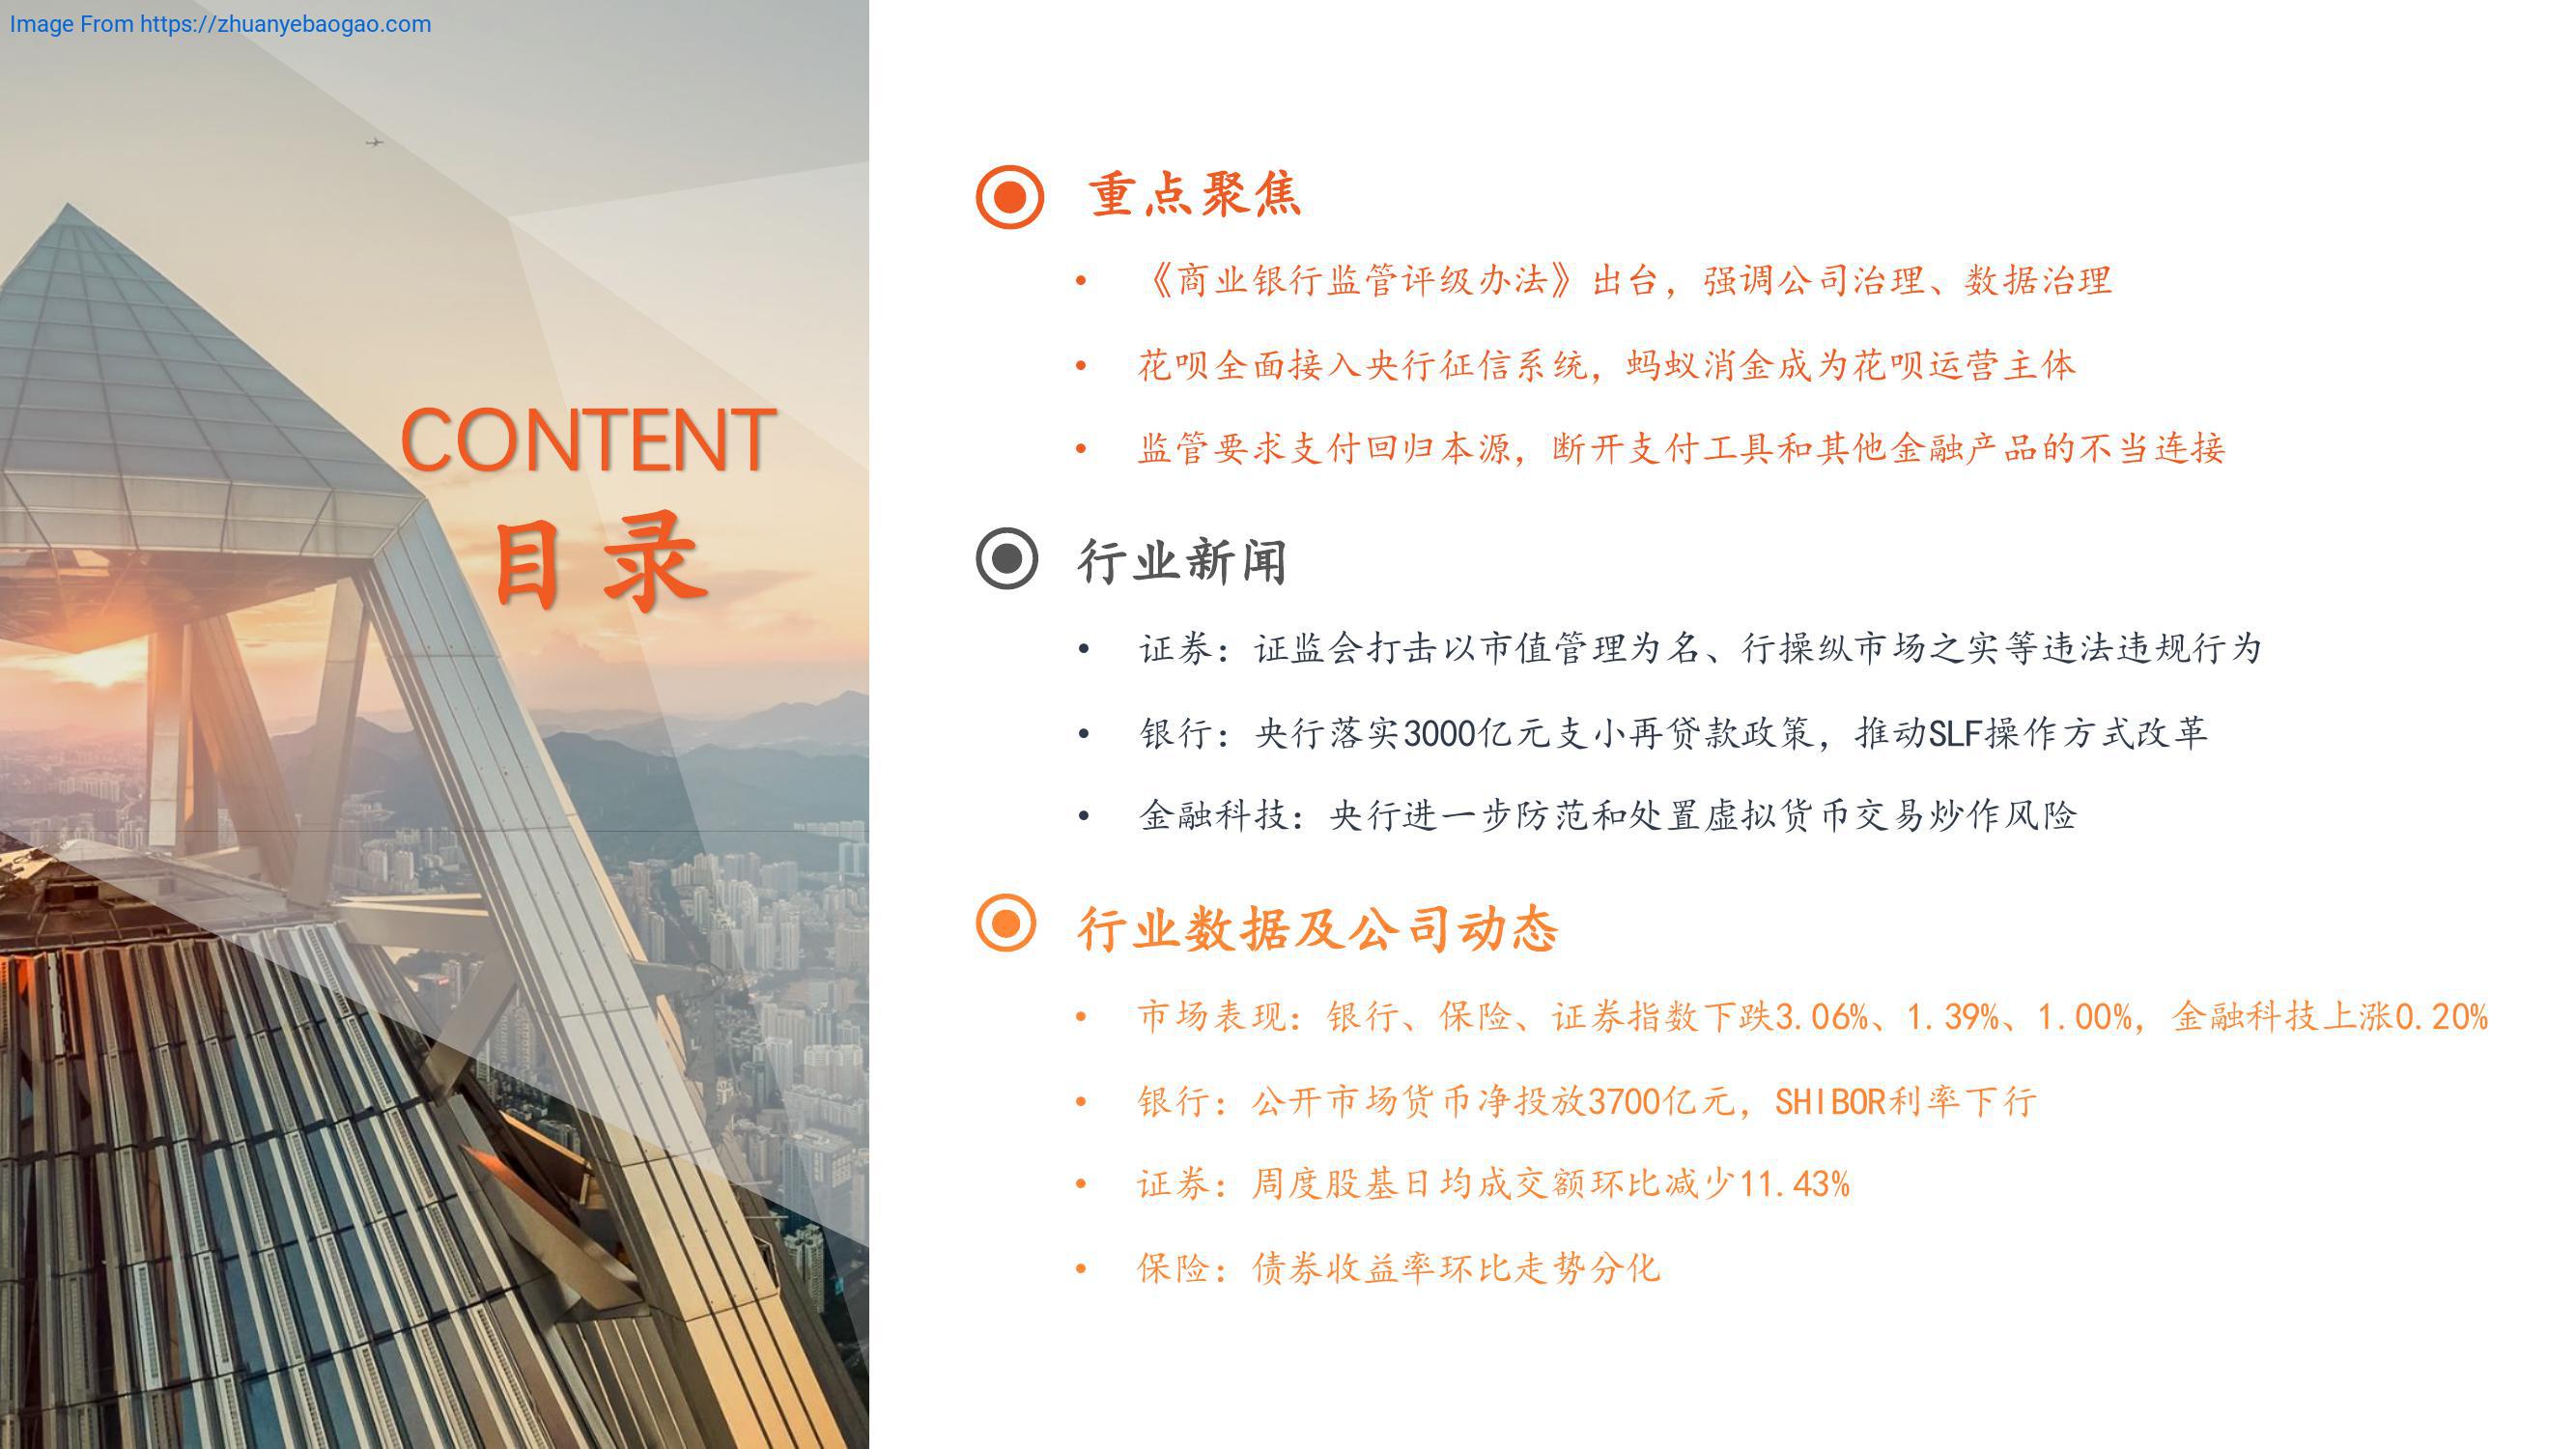 Image From https://zhuanyebaogao.com
CONTENT
目录
重点聚焦
• 《商业银行监管评级办法》出台，强调公司治理、数据治理
• 花呗全面接入央行征信系统，蚂蚁消金成为花呗运营主体
• 监管要求支付回归本源，断开支付工具和其他金融产品的不当连接
行业新闻
• 证券：证监会打击以市值管理为名、行操纵市场之实等违法违规行为
• 银行：央行落实3000亿元支小再贷款政策，推动SLF操作方式改革
• 金融科技：央行进一步防范和处置虚拟货币交易炒作风险
行业数据及公司动态
• 市场表现：银行、保险、证券指数下跌3.06%、1.39%、1.00%，金融科技上涨0.20%
• 银行：公开市场货币净投放3700亿元，SHIBOR利率下行
• 证券：周度股基日均成交额环比减少11.43%
• 保险：债券收益率环比走势分化